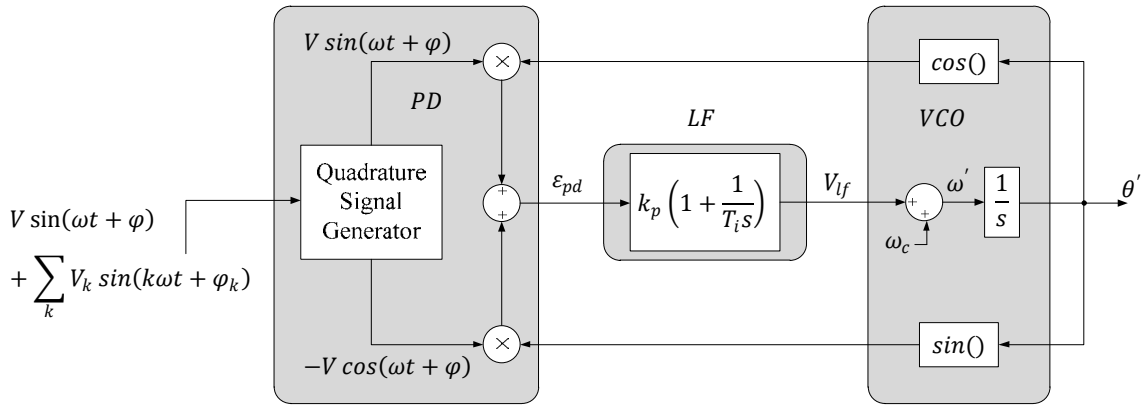 V sin(ωt + φ)
cos()
PD
LF
VCO
Quadrature
Signal
Generator
ε_pd
k_p (1 + 1/(T_i s))
V_lf
ω′
1/s
θ′
+
+
+
+
ω_c
V sin(ωt + φ)
+ ∑_k V_k sin(kωt + φ_k)
−V cos(ωt + φ)
sin()